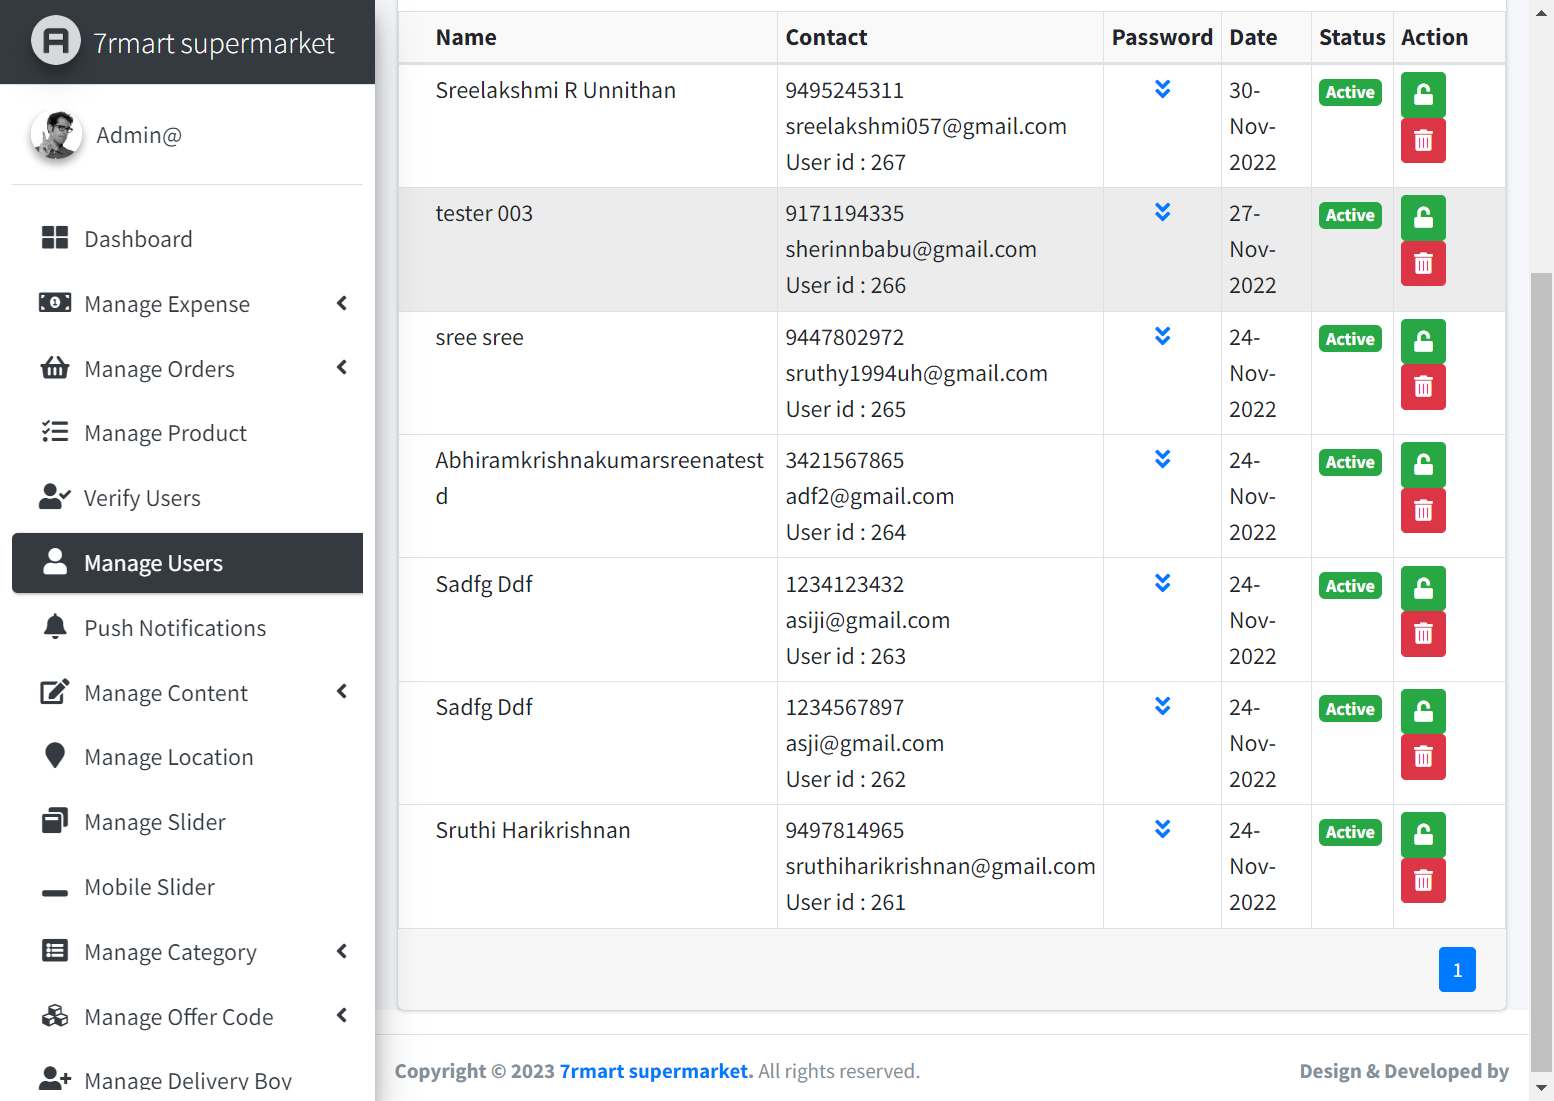 7rmart supermarket
Admin@
Dashboard
Manage Expense
Manage Orders
Manage Product
Verify Users
Manage Users
Push Notifications
Manage Content
Manage Location
Manage Slider
Mobile Slider
Manage Category
Manage Offer Code
Manage Delivery Boy
Name Contact Password Date Status Action
Sreelakshmi R Unnithan 9495245311 30- Active
sreelakshmi057@gmail.com Nov-
User id : 267 2022
tester 003 9171194335 27- Active
sherinnbabu@gmail.com Nov-
User id : 266 2022
sree sree 9447802972 24- Active
sruthy1994uh@gmail.com Nov-
User id : 265 2022
Abhiramkrishnakumarsreenatest 3421567865 24- Active
d adf2@gmail.com Nov-
User id : 264 2022
Sadfg Ddf 1234123432 24- Active
asiji@gmail.com Nov-
User id : 263 2022
Sadfg Ddf 1234567897 24- Active
asji@gmail.com Nov-
User id : 262 2022
Sruthi Harikrishnan 9497814965 24- Active
sruthiharikrishnan@gmail.com Nov-
User id : 261 2022
1
Copyright © 2023 7rmart supermarket. All rights reserved. Design & Developed by